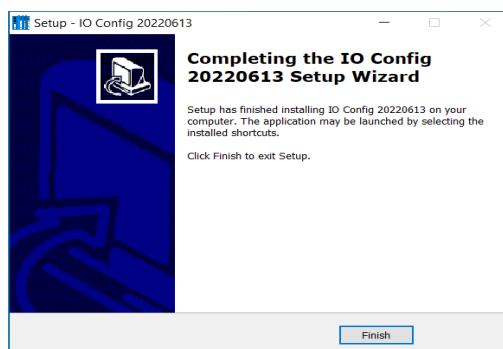 Setup - IO Config 20220613
Completing the IO Config
20220613 Setup Wizard
Setup has finished installing IO Config 20220613 on your
computer. The application may be launched by selecting the
installed shortcuts.
Click Finish to exit Setup.
Finish